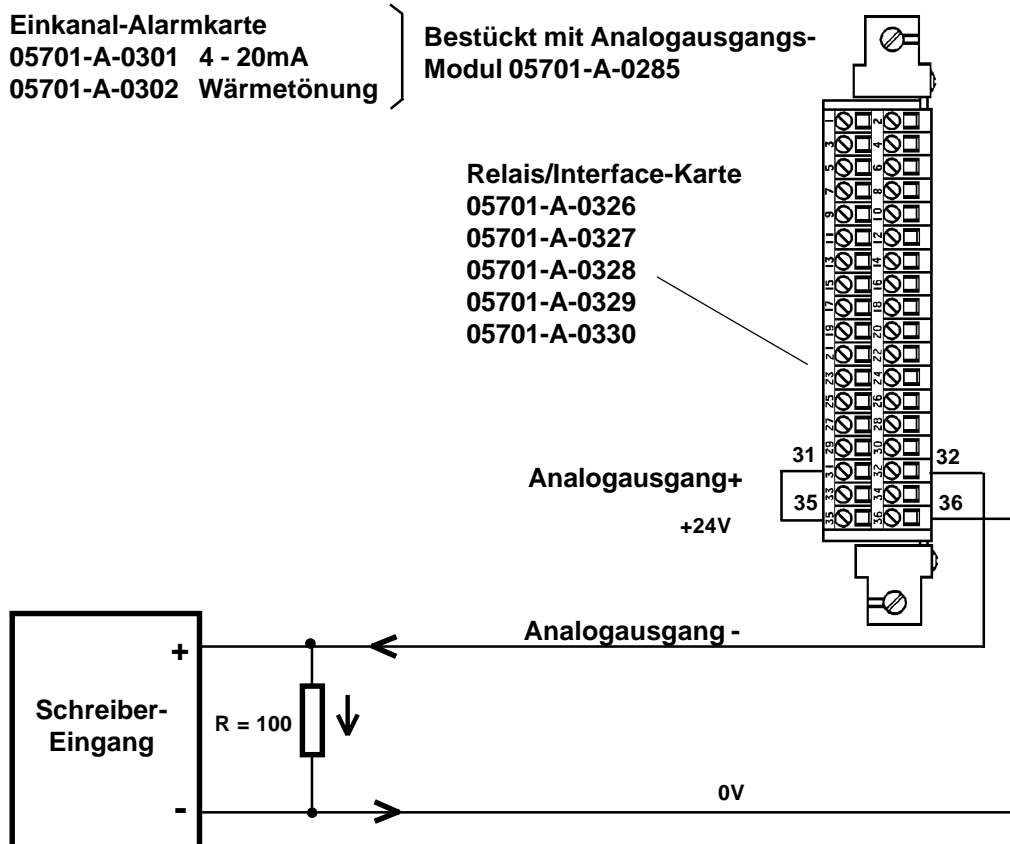 Einkanal-Alarmkarte
05701-A-0301 4 - 20mA
05701-A-0302 Wärmetönung
Bestückt mit Analogausgangs-
Modul 05701-A-0285
Relais/Interface-Karte
05701-A-0326
05701-A-0327
05701-A-0328
05701-A-0329
05701-A-0330
1 2
3 4
5 6
7 8
9 10
11 12
13 14
15 16
17 18
19 20
21 22
23 24
25 26
27 28
29 30
31 32
33 34
35 36
31 32
Analogausgang+
35 36
+24V
Analogausgang -
+
Schreiber-
Eingang
R = 100
-
0V